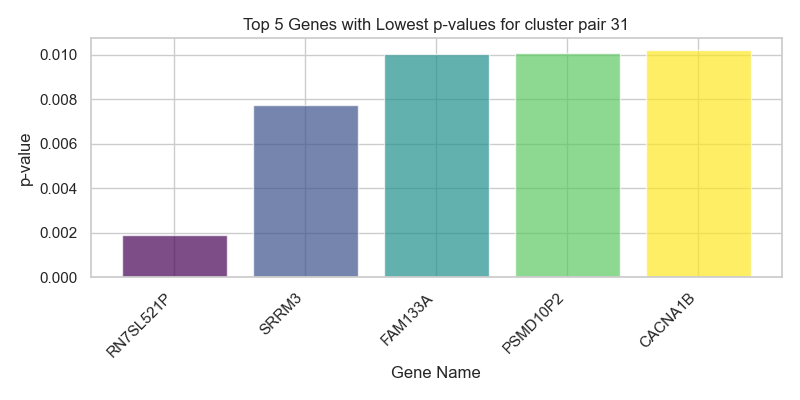 Top 5 Genes with Lowest p-values for cluster pair 31
p-value
0.010
0.008
0.006
0.004
0.002
0.000
RN7SL521P
SRRM3
FAM133A
PSMD10P2
CACNA1B
Gene Name